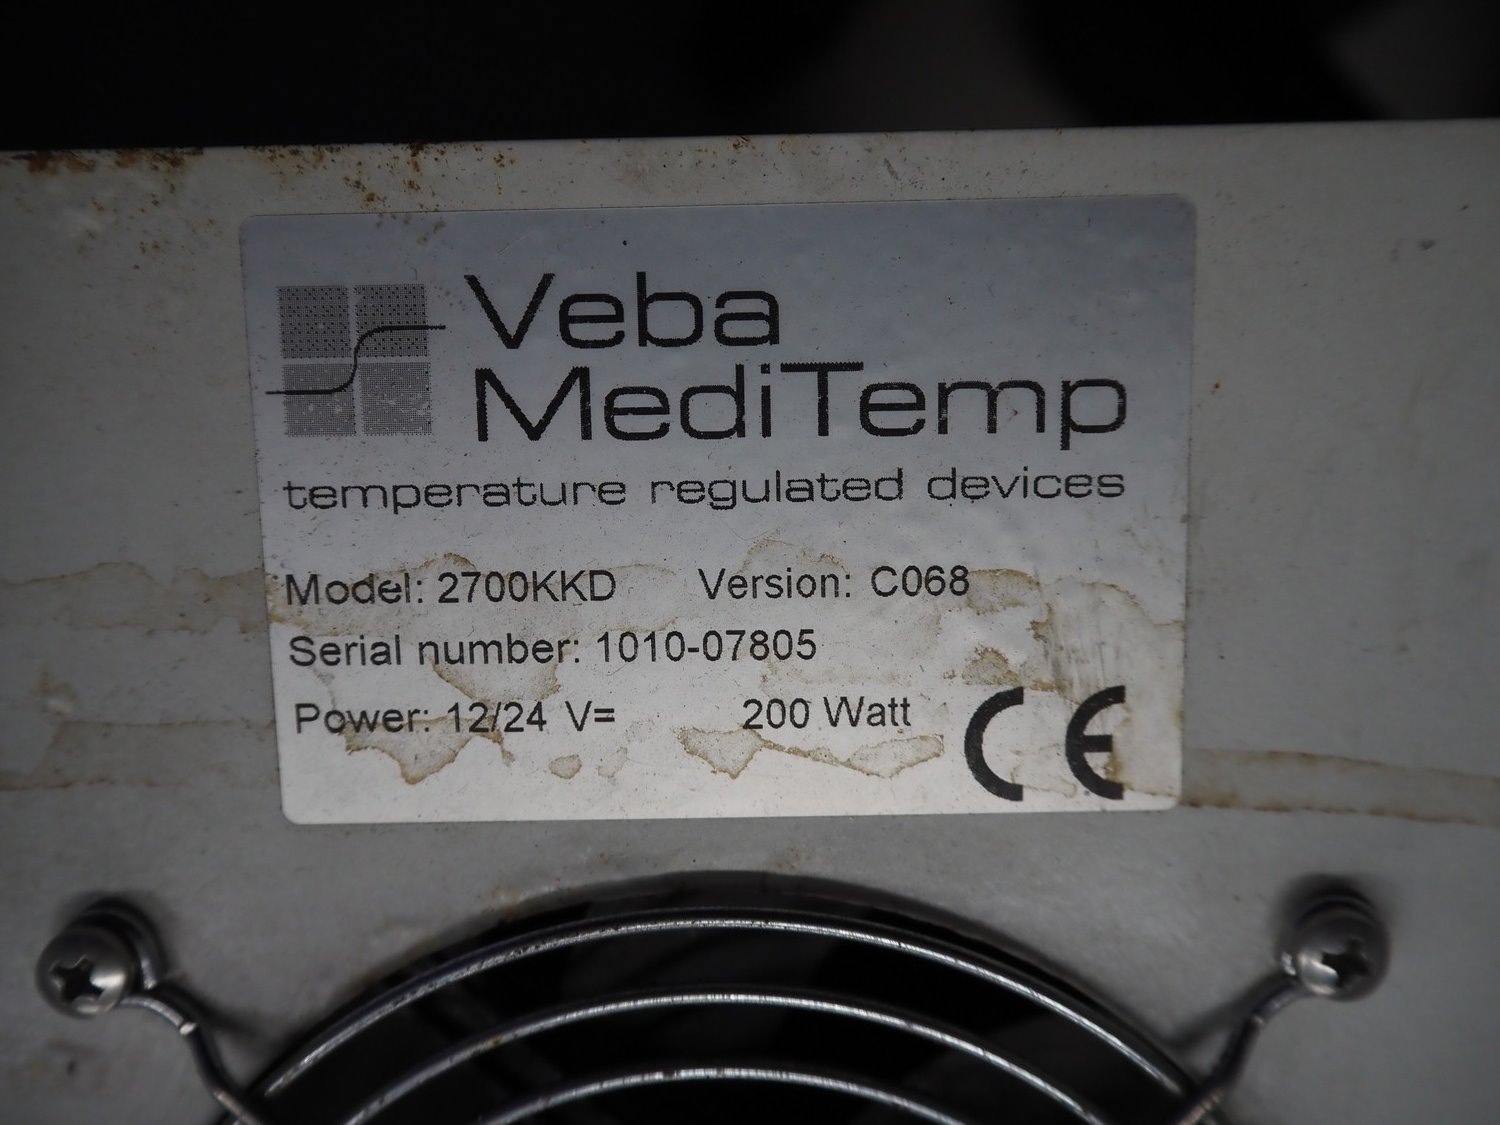 Veba
MediTemp
temperature regulated devices
Model: 2700KKD Version: C068
Serial number: 1010-07805
Power: 12/24 V= 200 Watt CE